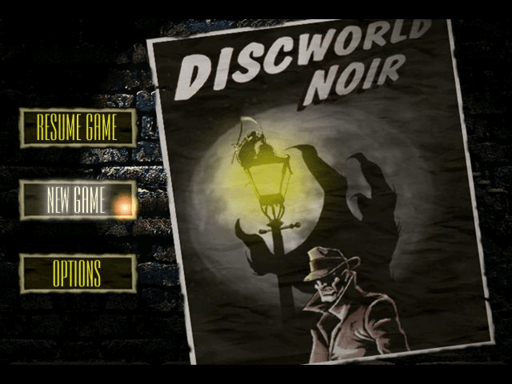 DISCWORLD
NOIR
RESUME GAME
NEW GAME
OPTIONS